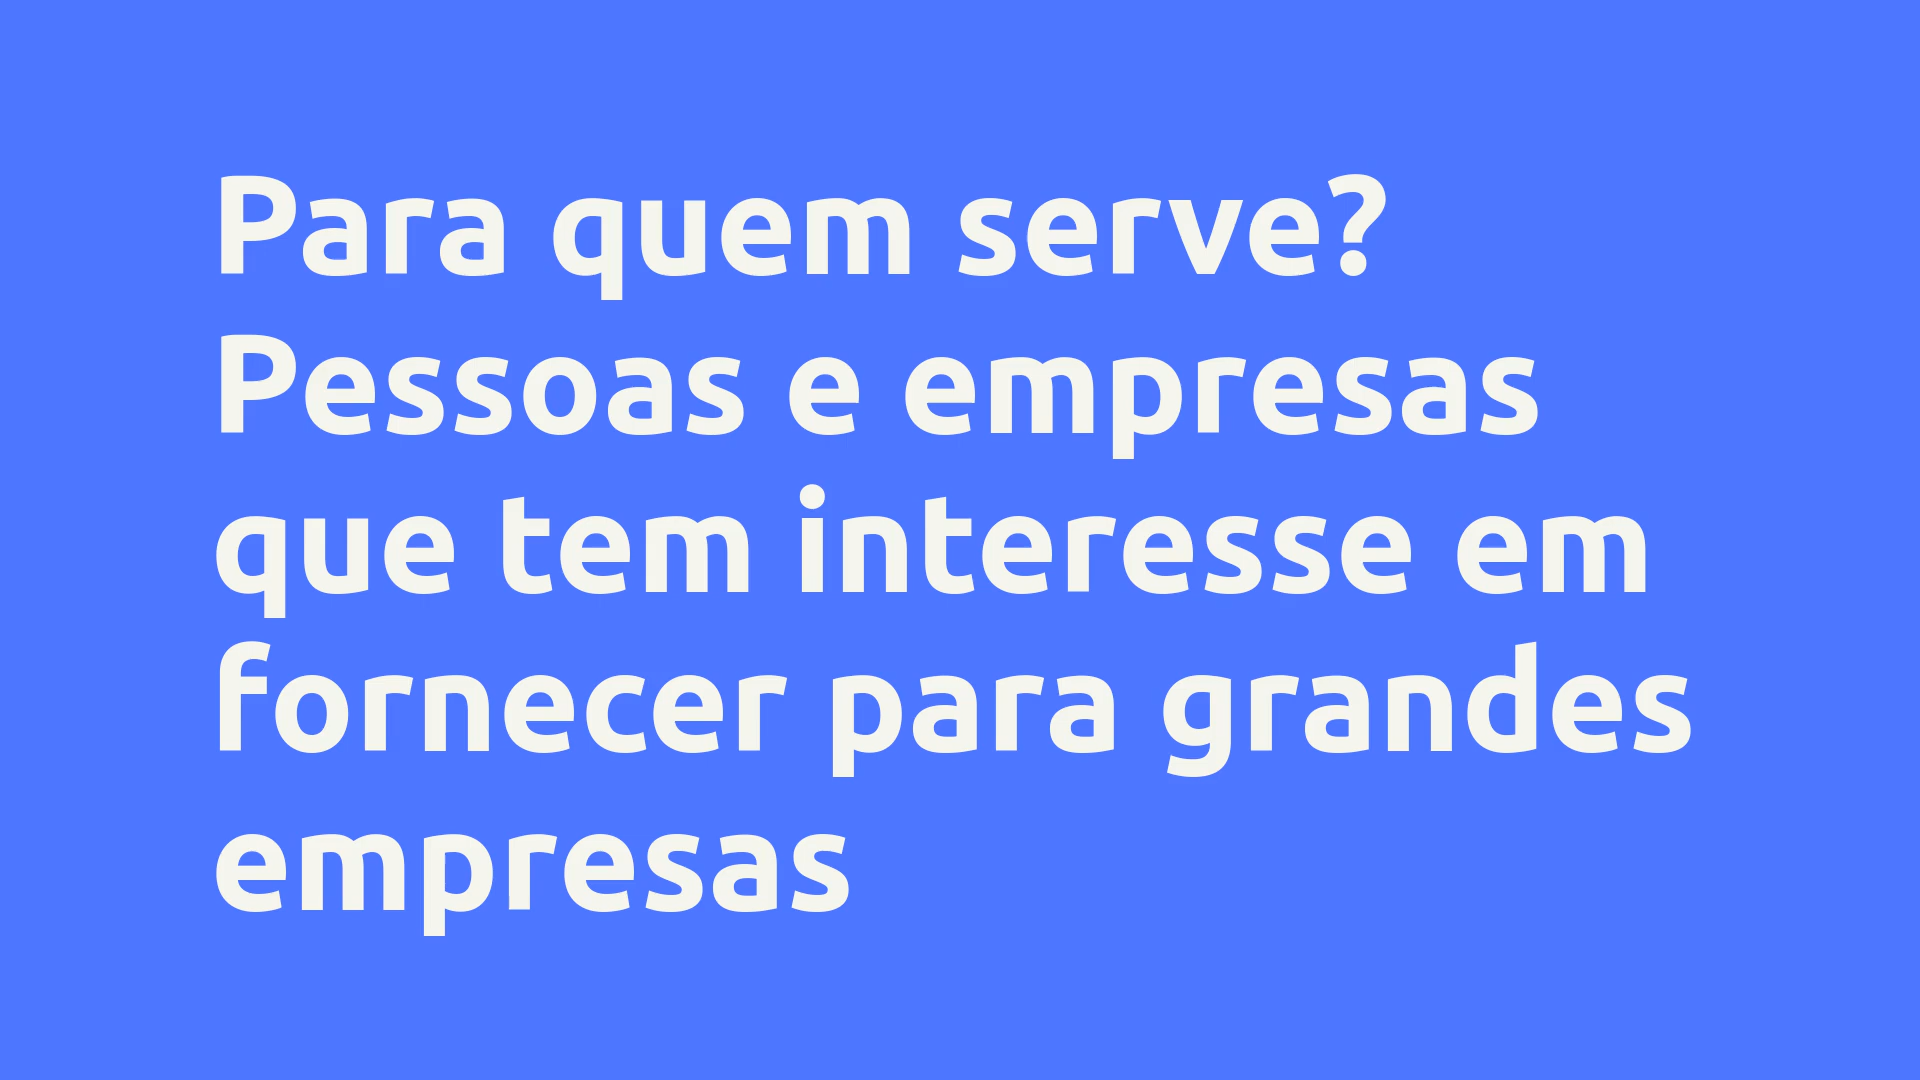 Para quem serve?
Pessoas e empresas
que tem interesse em
fornecer para grandes
empresas